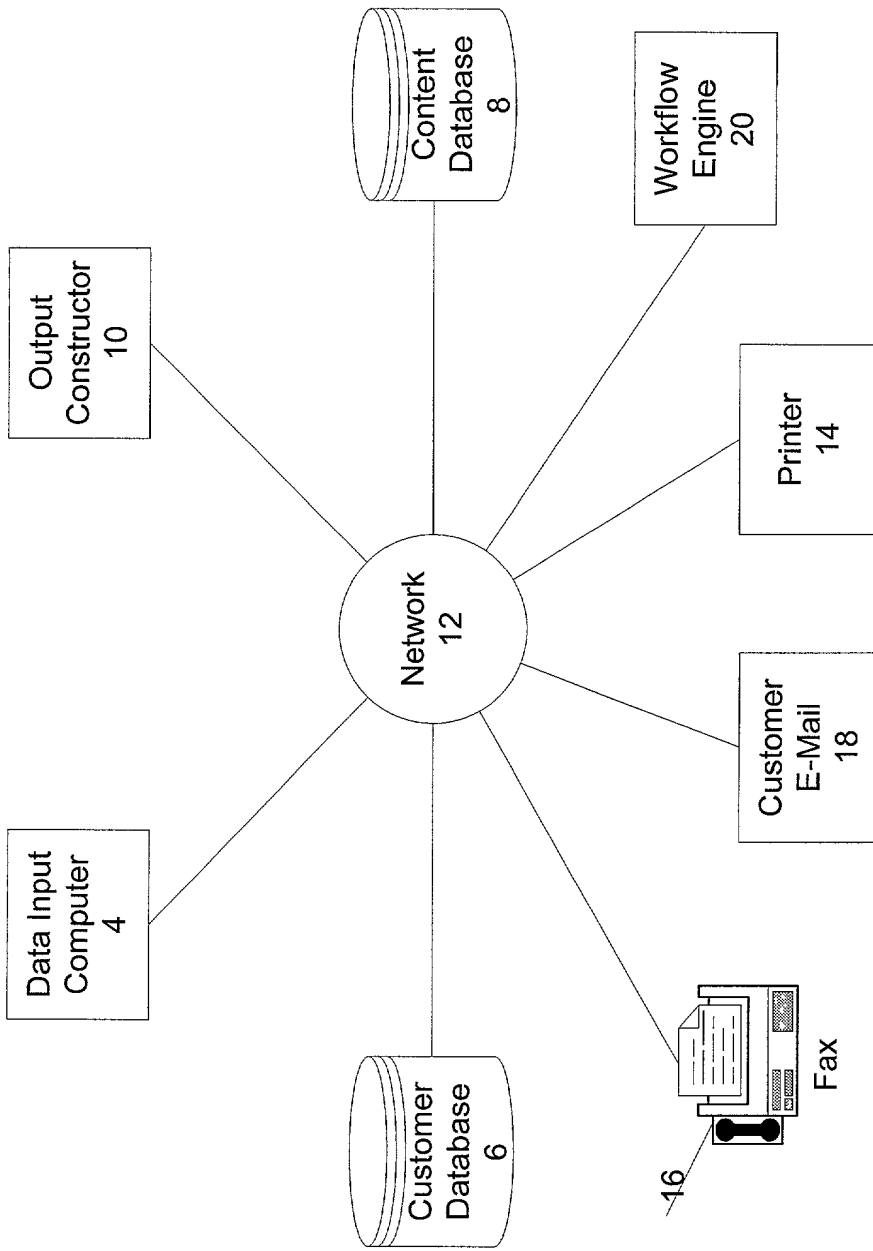 Data Input
Computer
4
Output
Constructor
10
Customer
Database
6
Network
12
Content
Database
8
16
Fax
Customer
E-Mail
18
Printer
14
Workflow
Engine
20